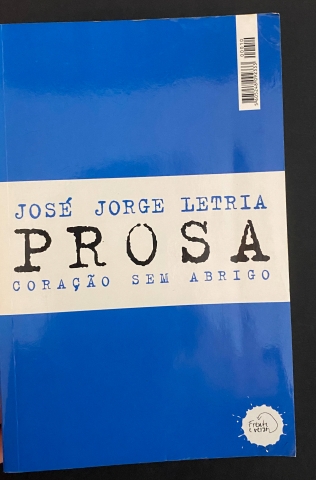 JOSÉ JORGE LETRIA
PROSA
CORAÇÃO SEM ABRIGO